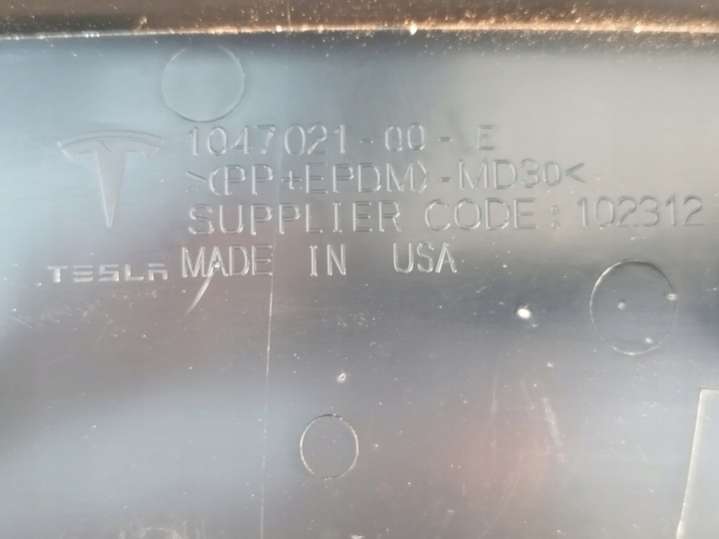 1047021-00-E
>(PP+EPDM)-MD30<
SUPPLIER CODE:102312
TESLA MADE IN USA